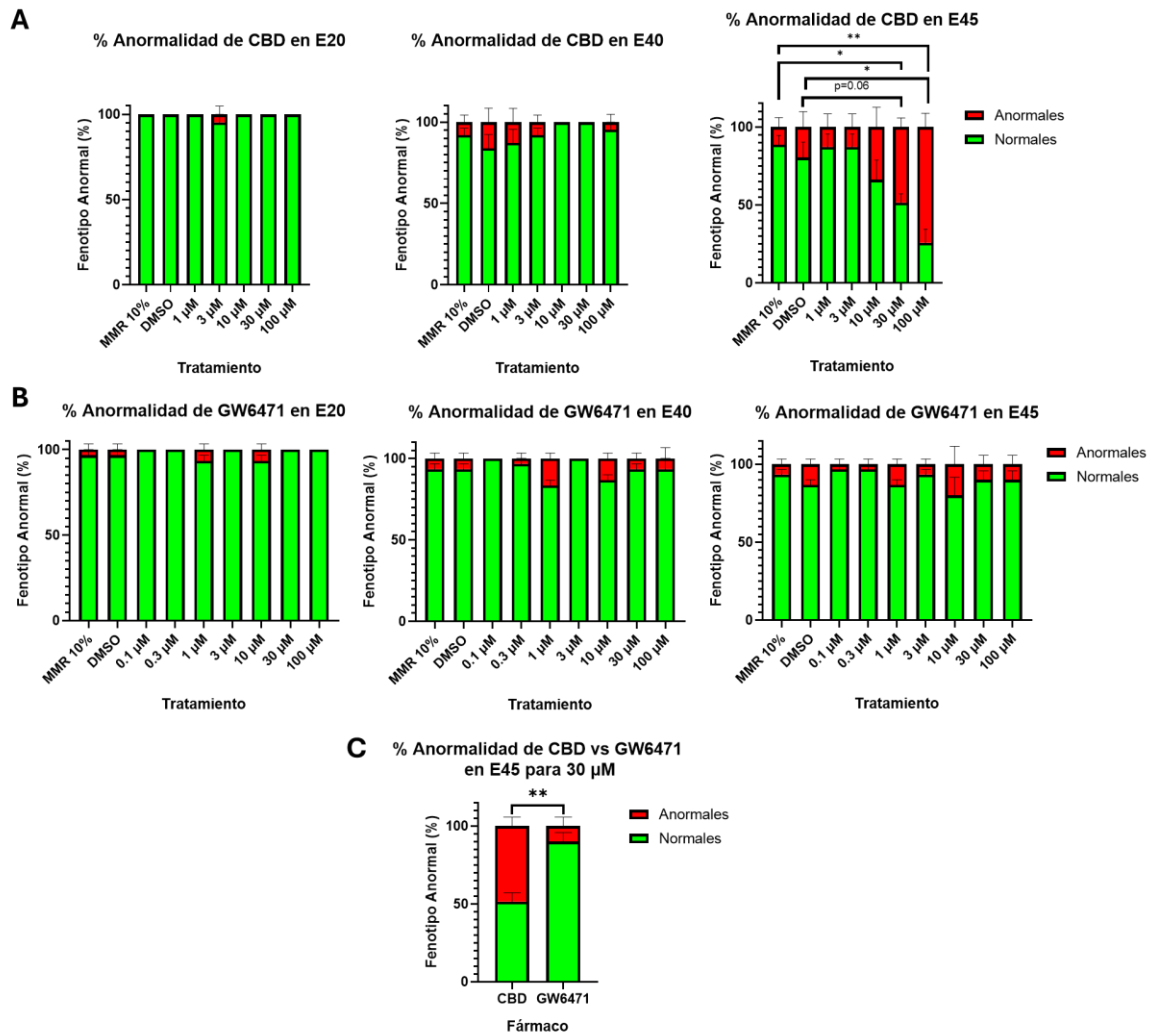 A
% Anormalidad de CBD en E20
Fenotipo Anormal (%)
100
50
0
MMR 10%
DMSO
1 µM
3 µM
10 µM
30 µM
100 µM
Tratamiento
% Anormalidad de CBD en E40
Fenotipo Anormal (%)
100
50
0
MMR 10%
DMSO
1 µM
3 µM
10 µM
30 µM
100 µM
Tratamiento
% Anormalidad de CBD en E45
**
*
*
p=0.06
Fenotipo Anormal (%)
100
50
0
MMR 10%
DMSO
1 µM
3 µM
10 µM
30 µM
100 µM
Tratamiento
Anormales
Normales
B
% Anormalidad de GW6471 en E20
Fenotipo Anormal (%)
100
50
0
MMR 10%
DMSO
0.1 µM
0.3 µM
1 µM
3 µM
10 µM
30 µM
100 µM
Tratamiento
% Anormalidad de GW6471 en E40
Fenotipo Anormal (%)
100
50
0
MMR 10%
DMSO
0.1 µM
0.3 µM
1 µM
3 µM
10 µM
30 µM
100 µM
Tratamiento
% Anormalidad de GW6471 en E45
Fenotipo Anormal (%)
100
50
0
MMR 10%
DMSO
0.1 µM
0.3 µM
1 µM
3 µM
10 µM
30 µM
100 µM
Tratamiento
Anormales
Normales
C
% Anormalidad de CBD vs GW6471
en E45 para 30 µM
**
Fenotipo Anormal (%)
100
50
0
CBD
GW6471
Fármaco
Anormales
Normales